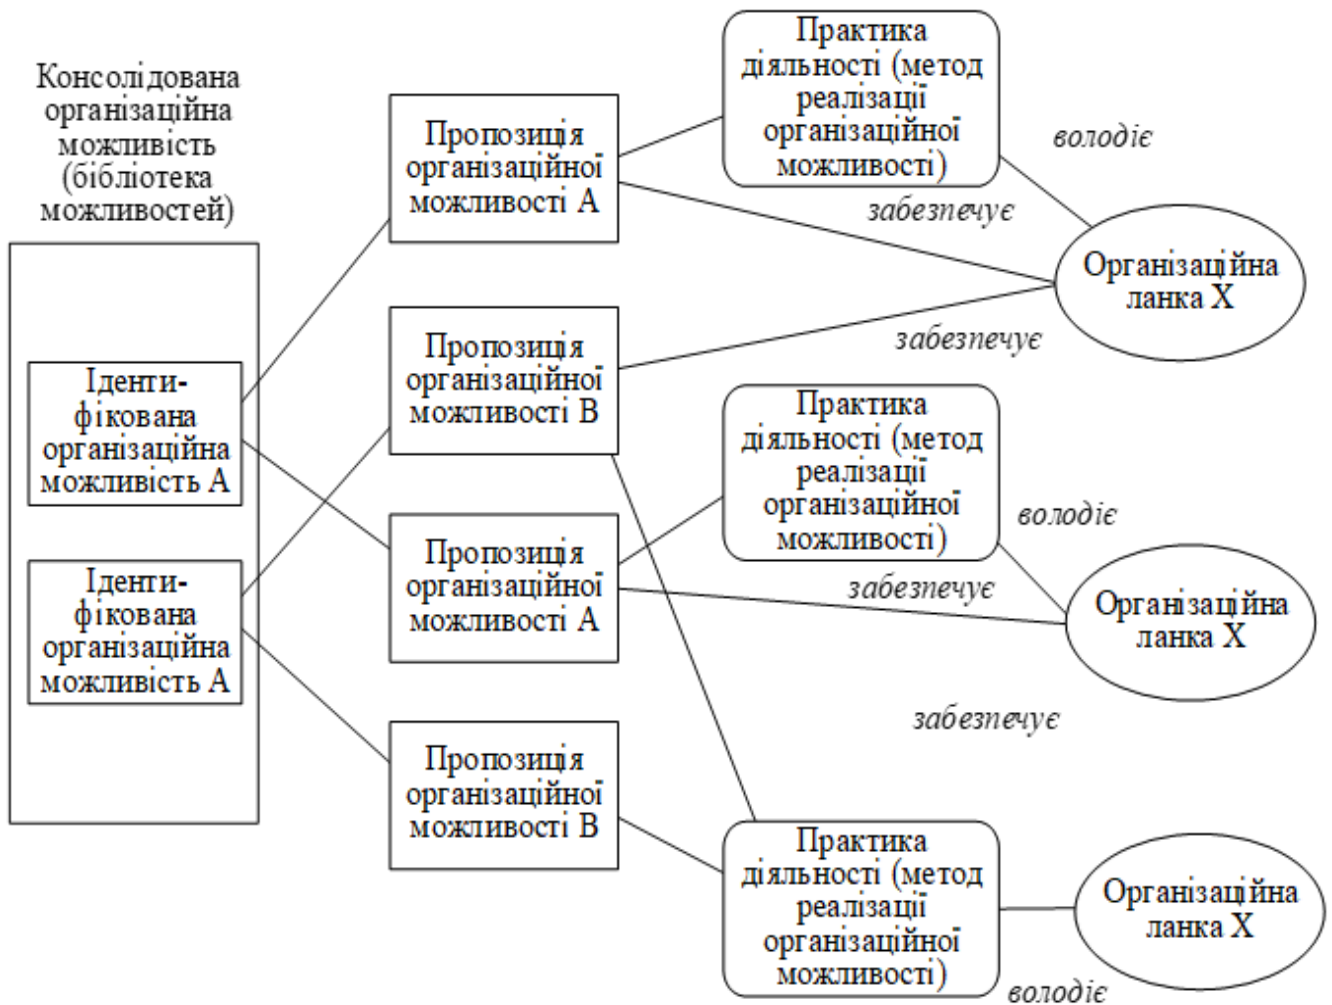 Консолідована
організаційна
можливість
(бібліотека
можливостей)
Іденти-
фікована
організаційна
можливість А
Іденти-
фікована
організаційна
можливість А
Пропозиція
організаційної
можливості А
Пропозиція
організаційної
можливості В
Пропозиція
організаційної
можливості А
Пропозиція
організаційної
можливості В
Практика
діяльності (метод
реалізації
організаційної
можливості)
володіє
забезпечує
Організаційна
ланка Х
забезпечує
Практика
діяльності (метод
реалізації
організаційної
можливості)
володіє
забезпечує
Організаційна
ланка Х
забезпечує
Практика
діяльності (метод
реалізації
організаційної
можливості)
Організаційна
ланка Х
володіє